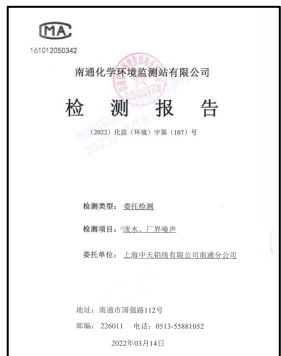 MA
161012050342
南通化学环境监测站有限公司
检测报告
(2022)化监(环境)字第(107)号
检测类型：委托检测
检测项目：废水、厂界噪声
委托单位：上海中天铝线有限公司南通分公司
地址：南通市国强路112号
邮编：226011 电话：0513-55881052
2022年03月14日